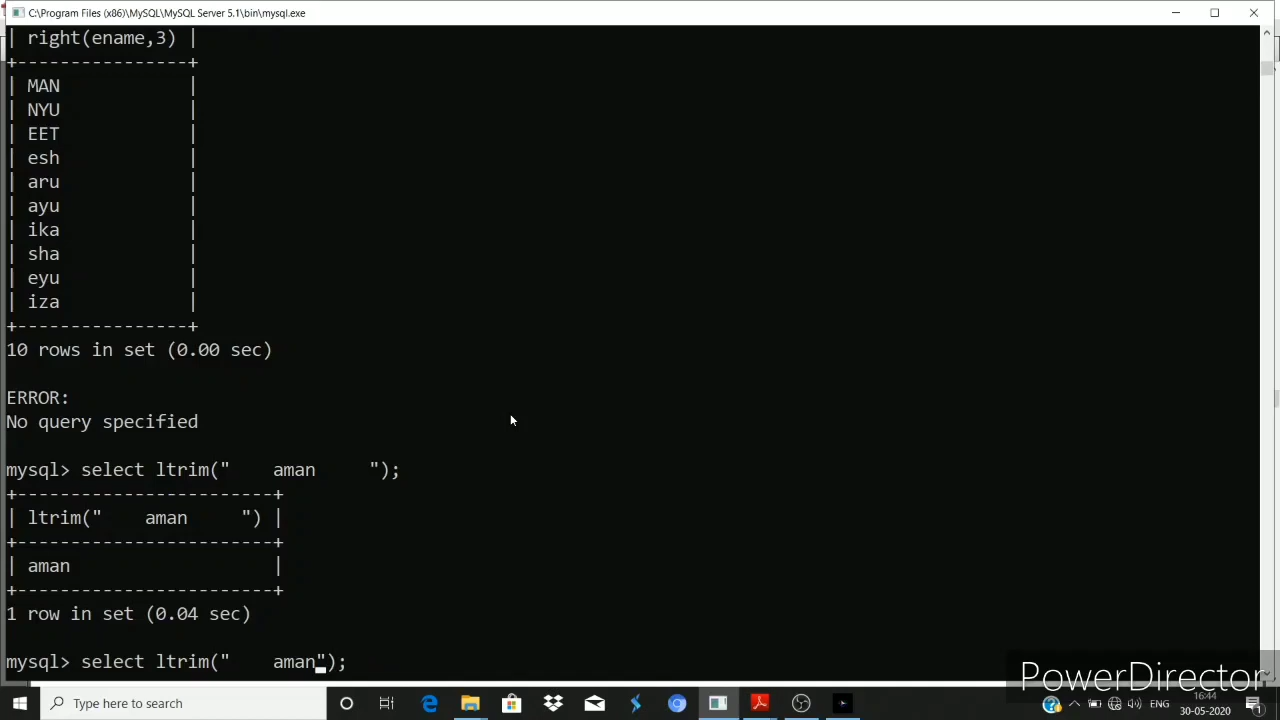 C:\Program Files (x86)\MySQL\MySQL Server 5.1\bin\mysql.exe
| right(ename,3) |
+----------------+
| MAN            |
| NYU            |
| EET            |
| esh            |
| aru            |
| ayu            |
| ika            |
| sha            |
| eyu            |
| iza            |
+----------------+
10 rows in set (0.00 sec)
ERROR:
No query specified
mysql> select ltrim("    aman     ");
+------------------------+
| ltrim("    aman     ") |
+------------------------+
| aman                   |
+------------------------+
1 row in set (0.04 sec)
mysql> select ltrim("    aman");
PowerDirector
Type here to search
ENG
16:44
30-05-2020